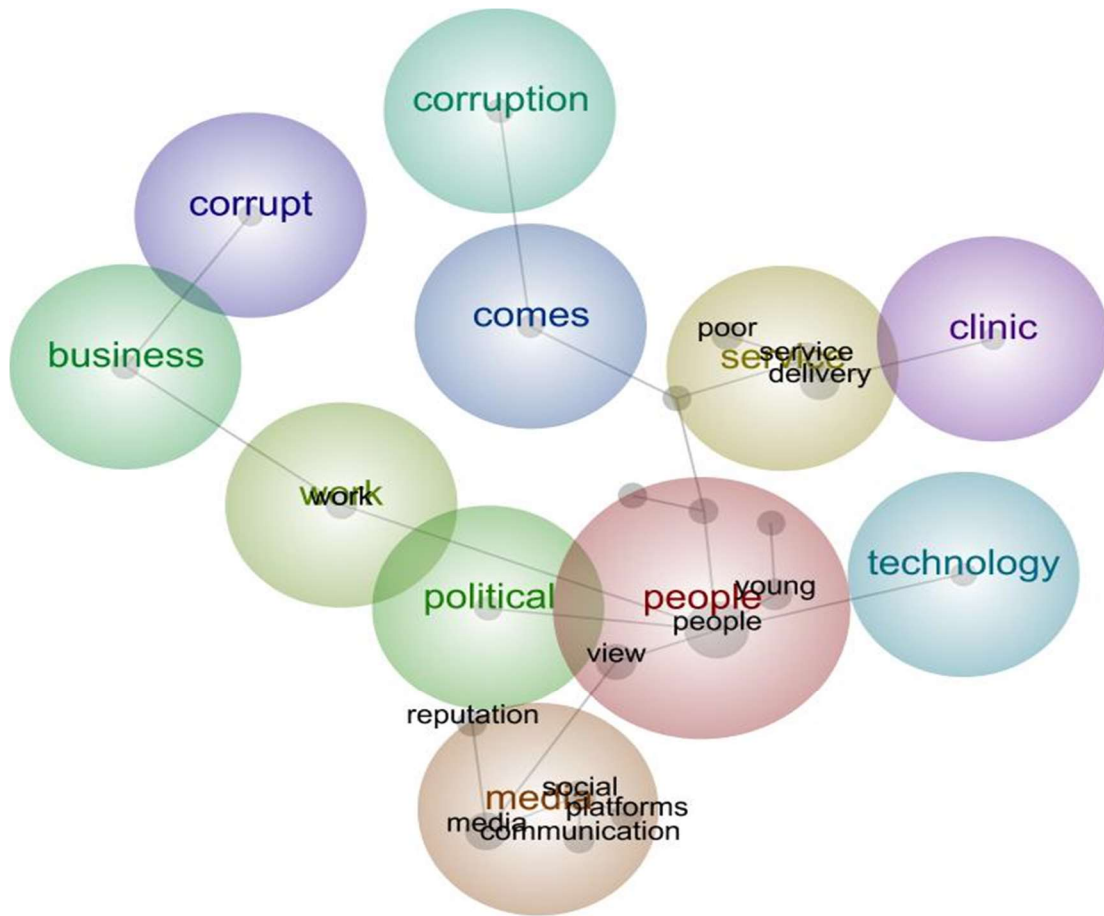 corruption
corrupt
comes
clinic
poor
business
service
service
delivery
work
work
technology
political
people
young
people
view
reputation
social
media
platforms
media
communication